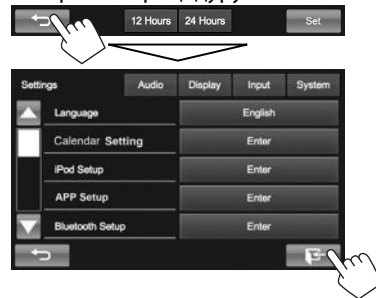 12 Hours 24 Hours Set
Settings Audio Display Input System
Language English
Calendar Setting Enter
iPod Setup Enter
APP Setup Enter
Bluetooth Setup Enter